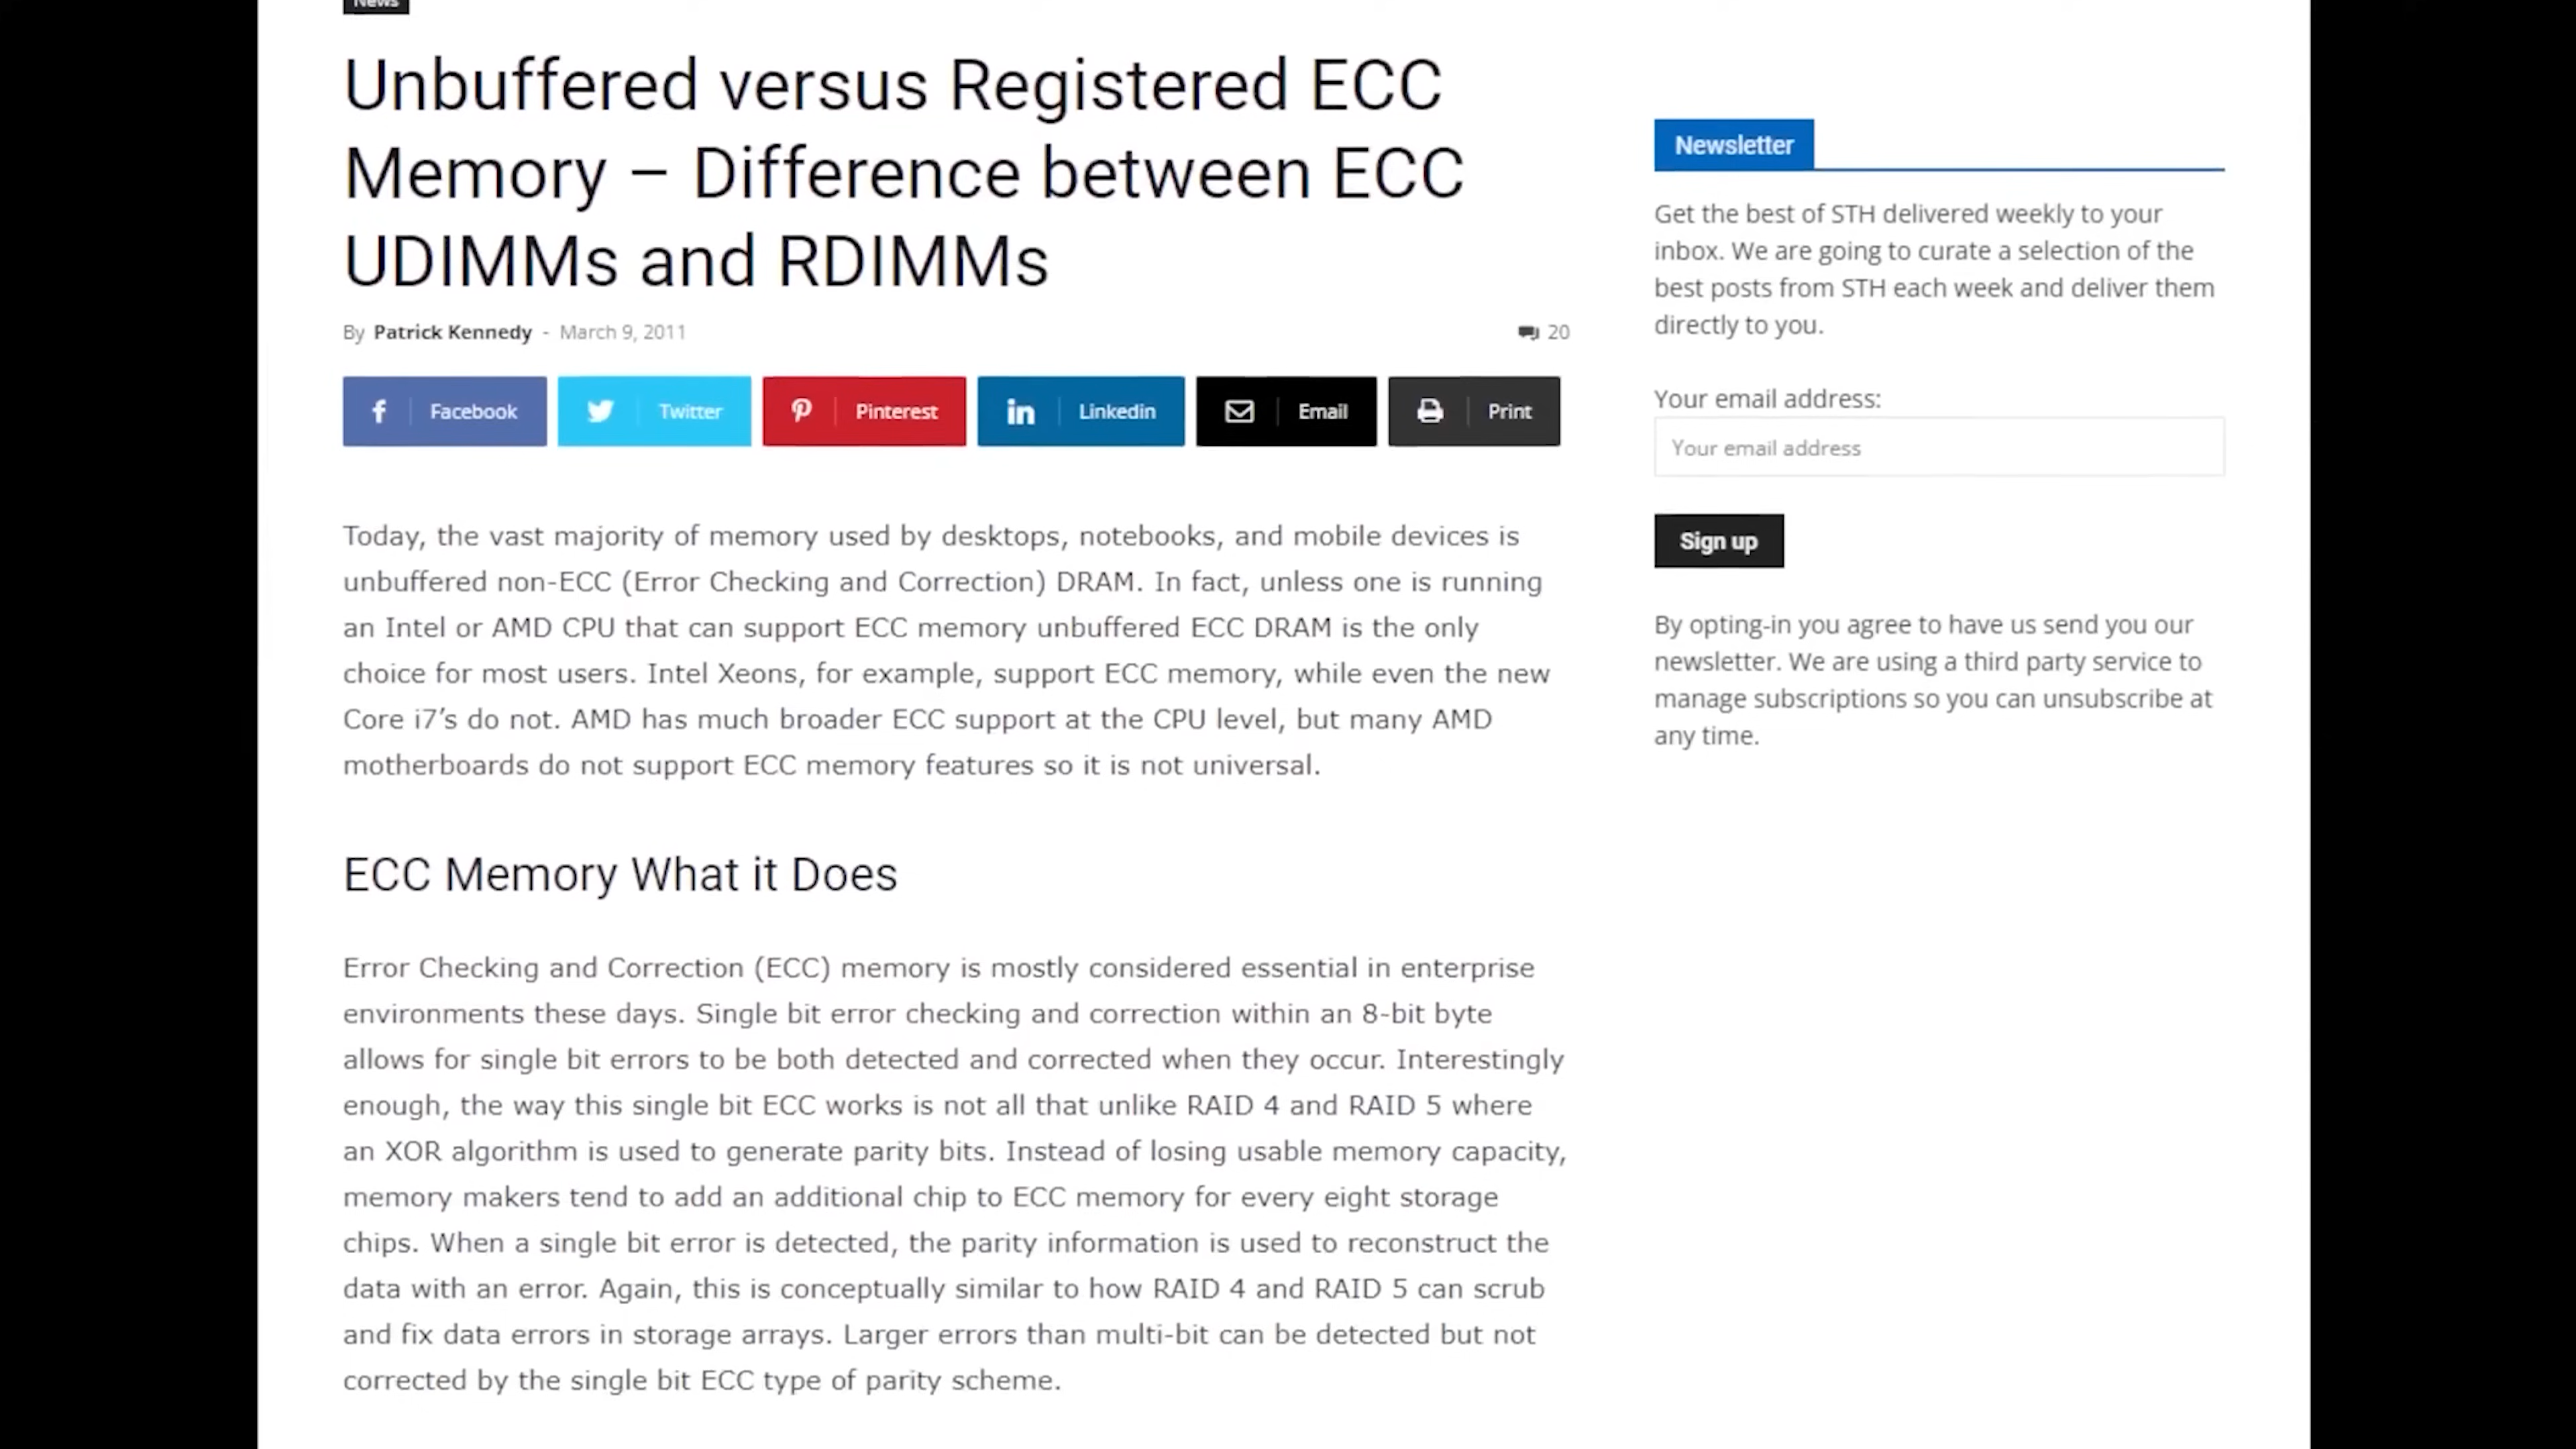 News
Unbuffered versus Registered ECC
Memory – Difference between ECC
UDIMMs and RDIMMs
By Patrick Kennedy - March 9, 2011
20
Facebook
Twitter
Pinterest
Linkedin
Email
Print
Today, the vast majority of memory used by desktops, notebooks, and mobile devices is
unbuffered non-ECC (Error Checking and Correction) DRAM. In fact, unless one is running
an Intel or AMD CPU that can support ECC memory unbuffered ECC DRAM is the only
choice for most users. Intel Xeons, for example, support ECC memory, while even the new
Core i7’s do not. AMD has much broader ECC support at the CPU level, but many AMD
motherboards do not support ECC memory features so it is not universal.
ECC Memory What it Does
Error Checking and Correction (ECC) memory is mostly considered essential in enterprise
environments these days. Single bit error checking and correction within an 8-bit byte
allows for single bit errors to be both detected and corrected when they occur. Interestingly
enough, the way this single bit ECC works is not all that unlike RAID 4 and RAID 5 where
an XOR algorithm is used to generate parity bits. Instead of losing usable memory capacity,
memory makers tend to add an additional chip to ECC memory for every eight storage
chips. When a single bit error is detected, the parity information is used to reconstruct the
data with an error. Again, this is conceptually similar to how RAID 4 and RAID 5 can scrub
and fix data errors in storage arrays. Larger errors than multi-bit can be detected but not
corrected by the single bit ECC type of parity scheme.
Newsletter
Get the best of STH delivered weekly to your
inbox. We are going to curate a selection of the
best posts from STH each week and deliver them
directly to you.
Your email address:
Your email address
Sign up
By opting-in you agree to have us send you our
newsletter. We are using a third party service to
manage subscriptions so you can unsubscribe at
any time.